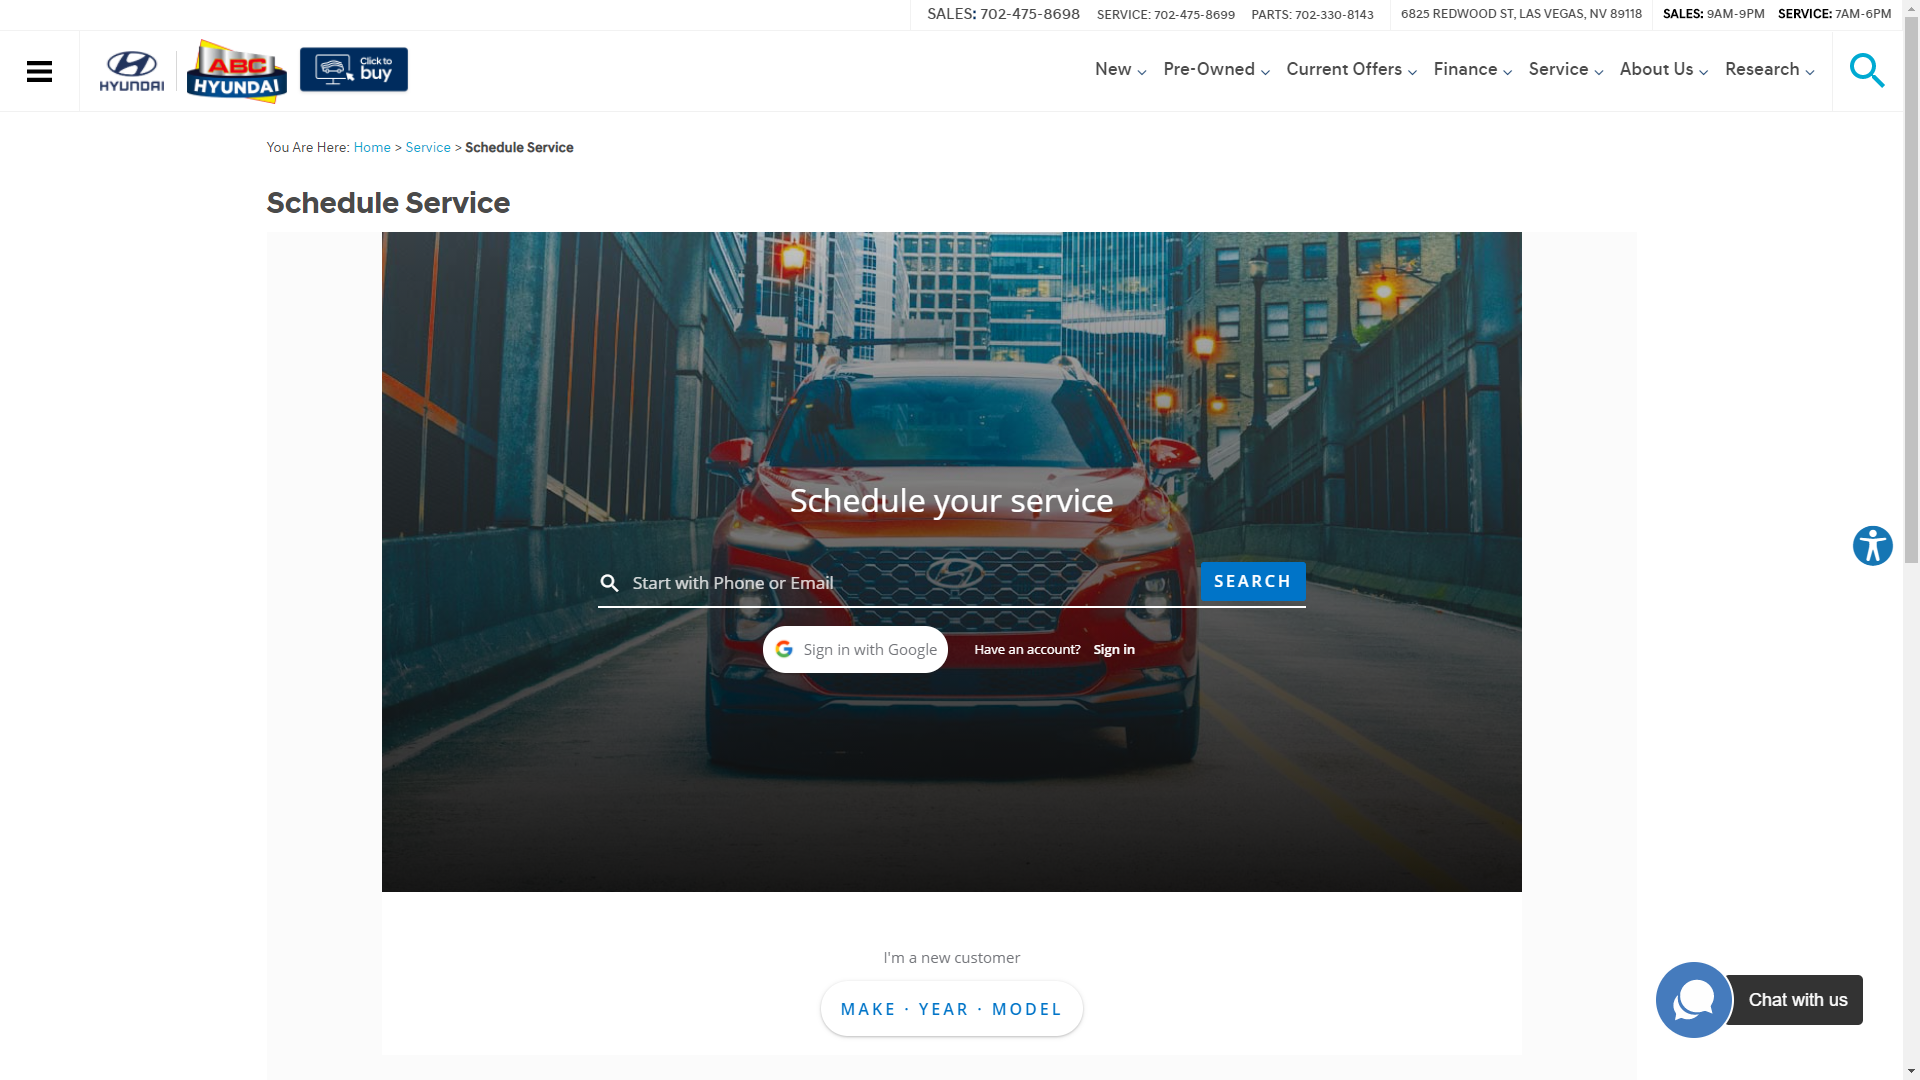 SALES: 702-475-8698 SERVICE: 702-475-8699 PARTS: 702-330-8143 6825 REDWOOD ST, LAS VEGAS, NV 89118 SALES: 9AM-9PM SERVICE: 7AM-6PM
HYUNDAI
ABC
HYUNDAI
Click to
buy
New Pre-Owned Current Offers Finance Service About Us Research
You Are Here: Home > Service > Schedule Service
Schedule Service
Schedule your service
Start with Phone or Email
SEARCH
Sign in with Google
Have an account? Sign in
I'm a new customer
MAKE · YEAR · MODEL
Chat with us